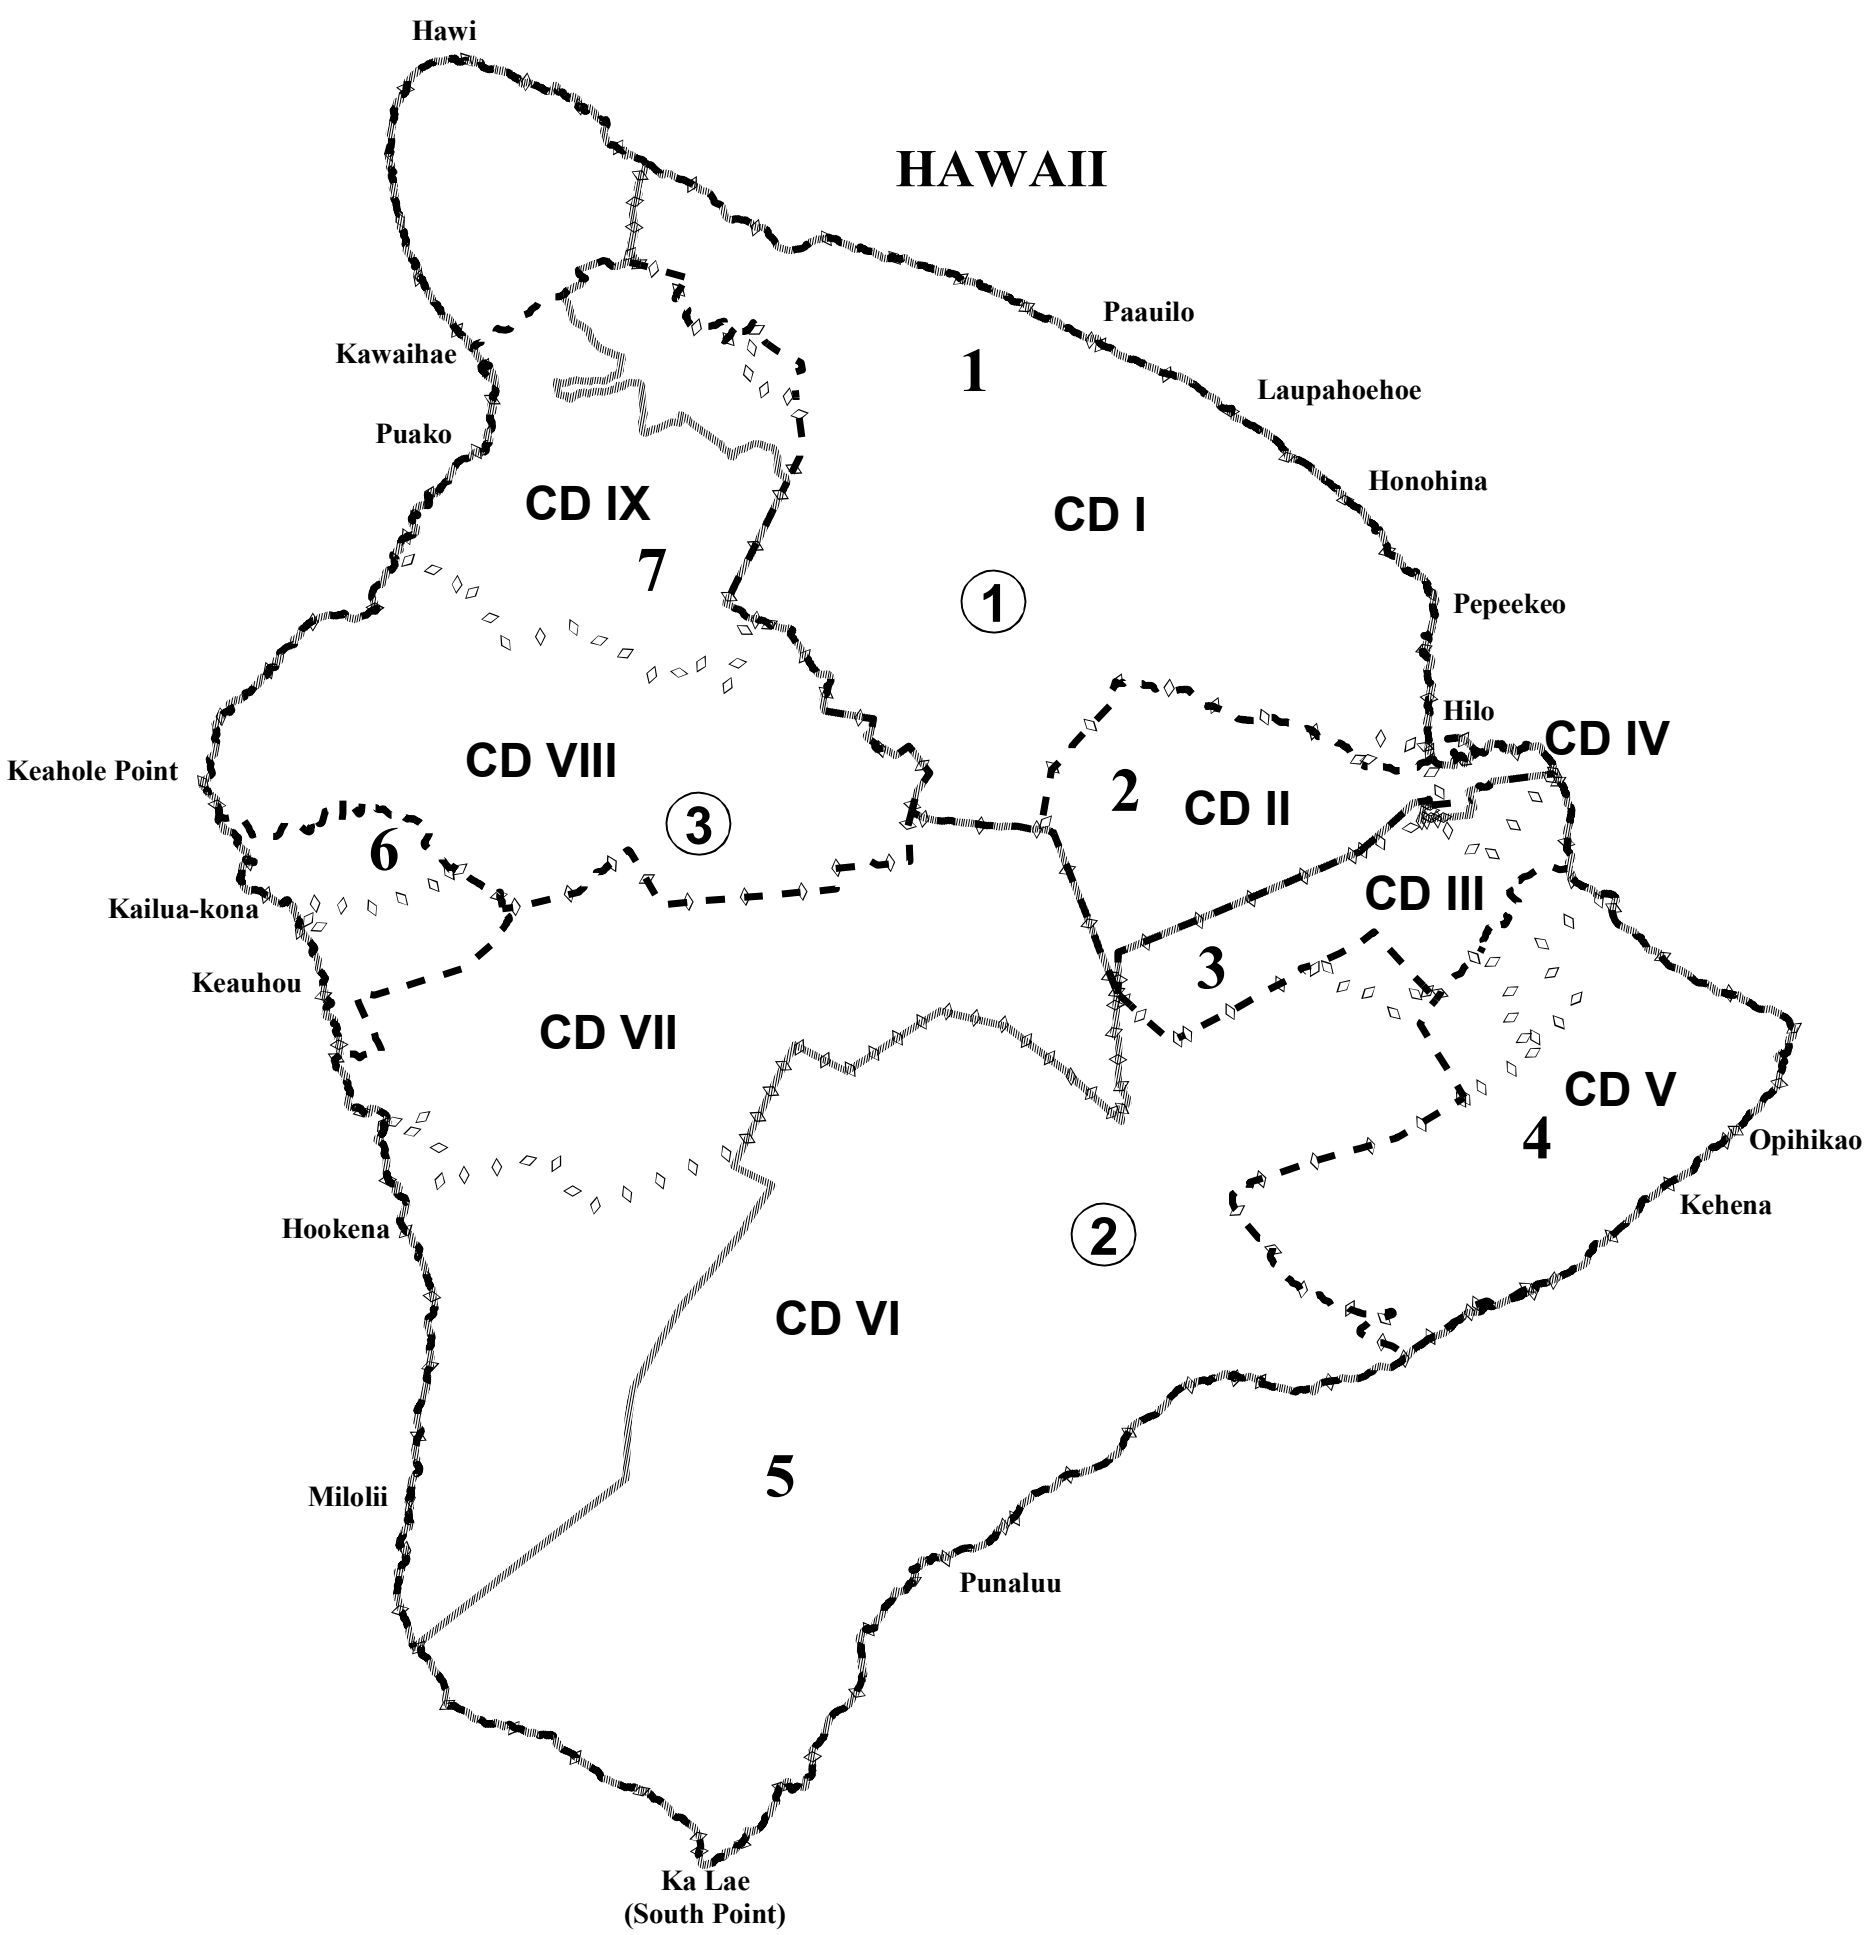 Hawi
HAWAII
Paauilo
Kawaihae
1
Laupahoehoe
Puako
Honohina
CD IX
CD I
7
1
Pepeekeo
Hilo
CD IV
CD VIII
Keahole Point
2
CD II
3
6
CD III
Kailua-kona
3
Keauhou
CD VII
CD V
4
Opihikao
Kehena
Hookena
2
CD VI
5
Milolii
Punaluu
Ka Lae
(South Point)